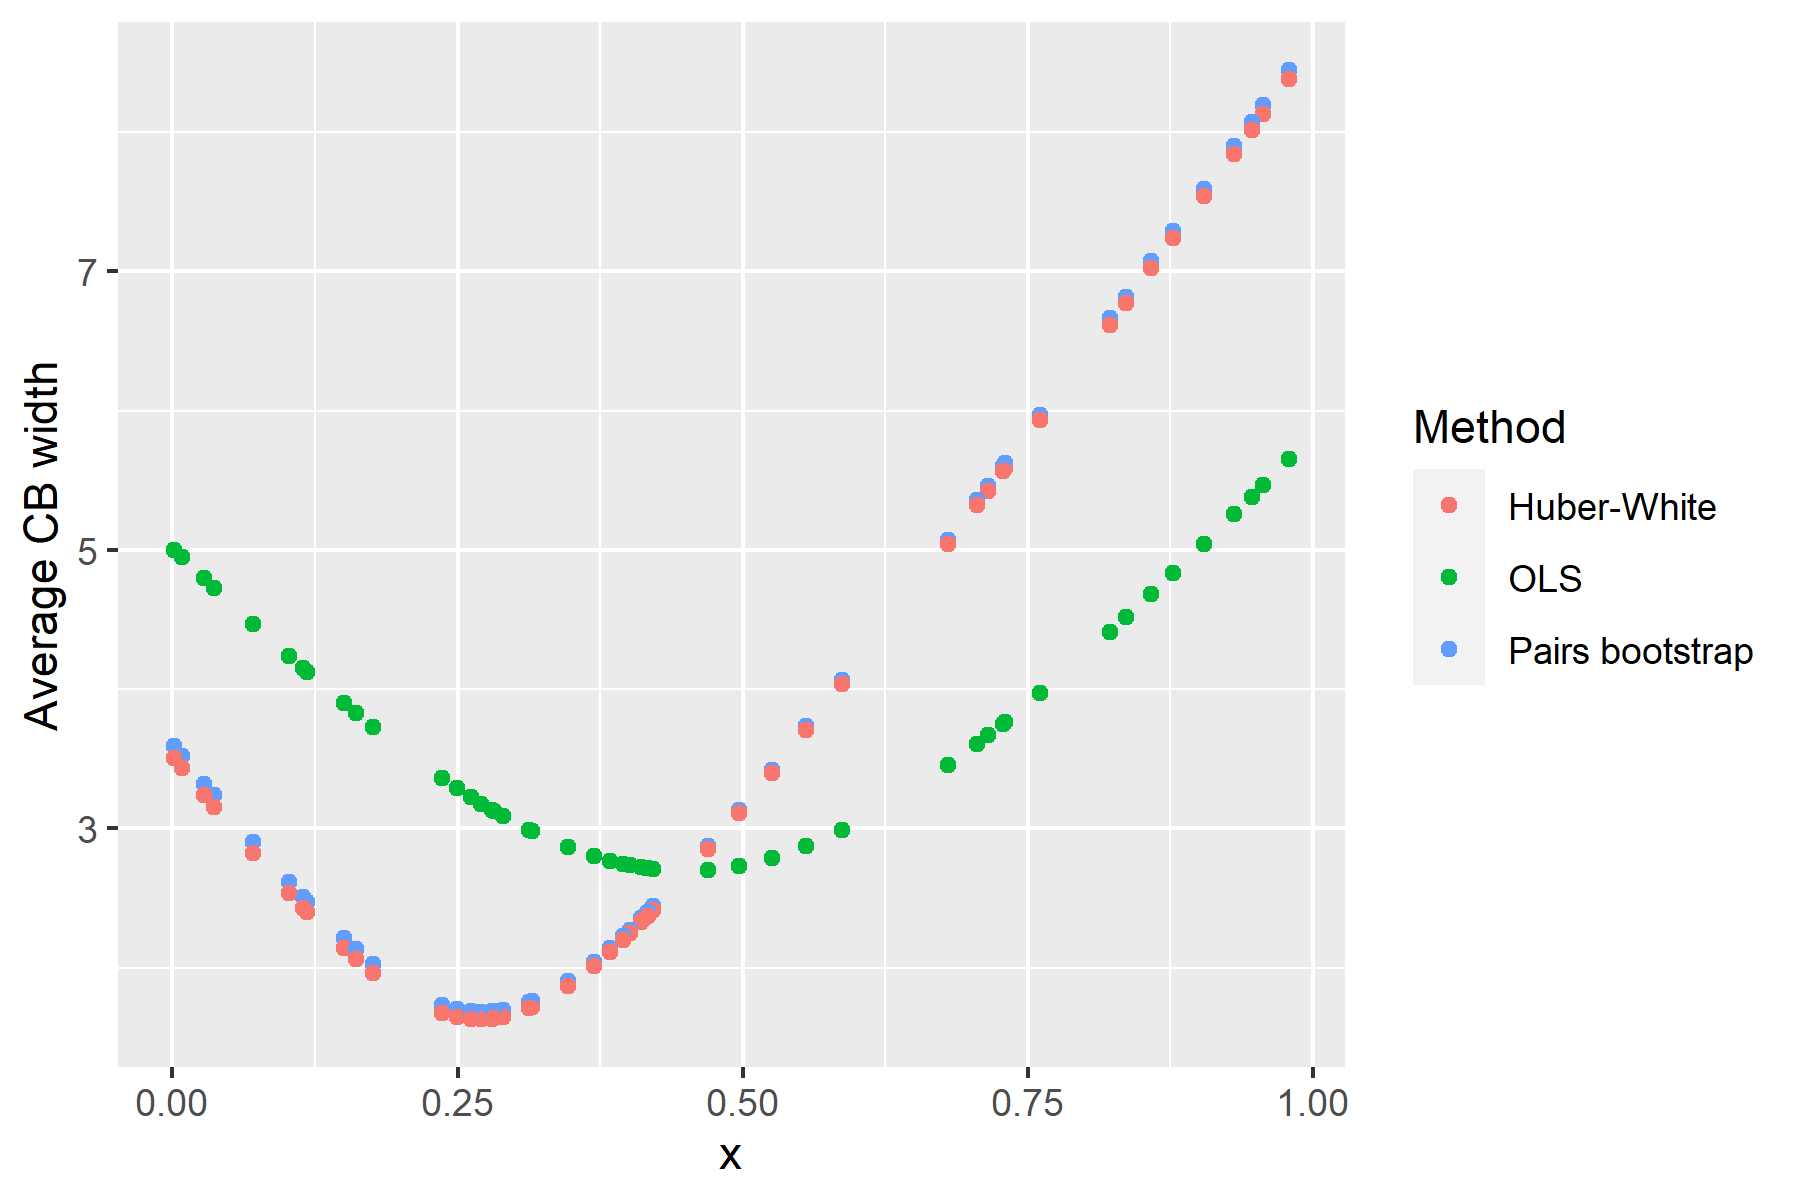 Average CB width
7
5
3
0.00 0.25 0.50 0.75 1.00
x
Method
Huber-White
OLS
Pairs bootstrap